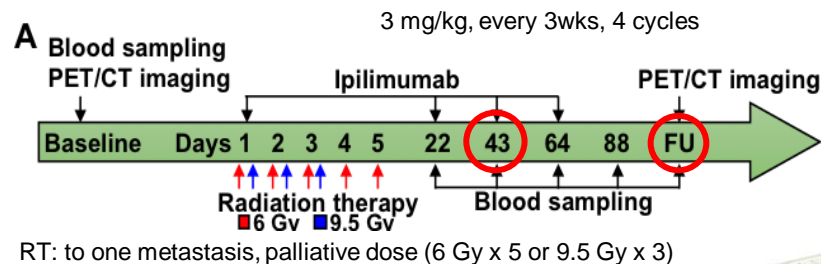 3 mg/kg, every 3wks, 4 cycles
A
Blood sampling
PET/CT imaging
Ipilimumab
PET/CT imaging
Baseline Days 1 2 3 4 5 22 43 64 88 FU
Radiation therapy
6 Gy 9.5 Gy
Blood sampling
RT: to one metastasis, palliative dose (6 Gy x 5 or 9.5 Gy x 3)